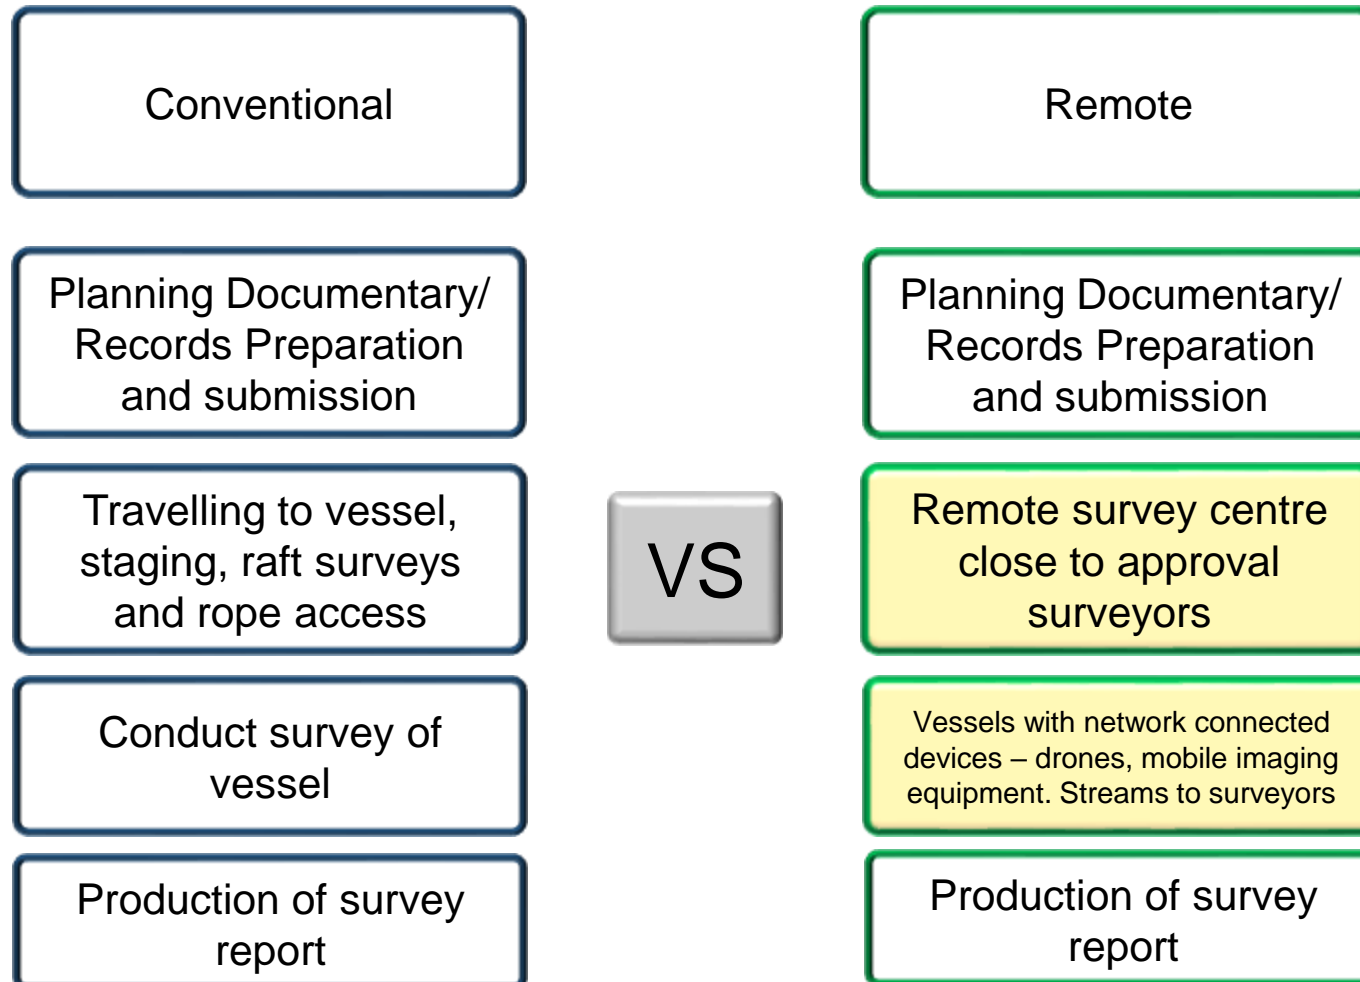 Conventional
Remote
Planning Documentary/
Records Preparation
and submission
Planning Documentary/
Records Preparation
and submission
Travelling to vessel,
staging, raft surveys
and rope access
VS
Remote survey centre
close to approval
surveyors
Conduct survey of
vessel
Vessels with network connected
devices – drones, mobile imaging
equipment. Streams to surveyors
Production of survey
report
Production of survey
report